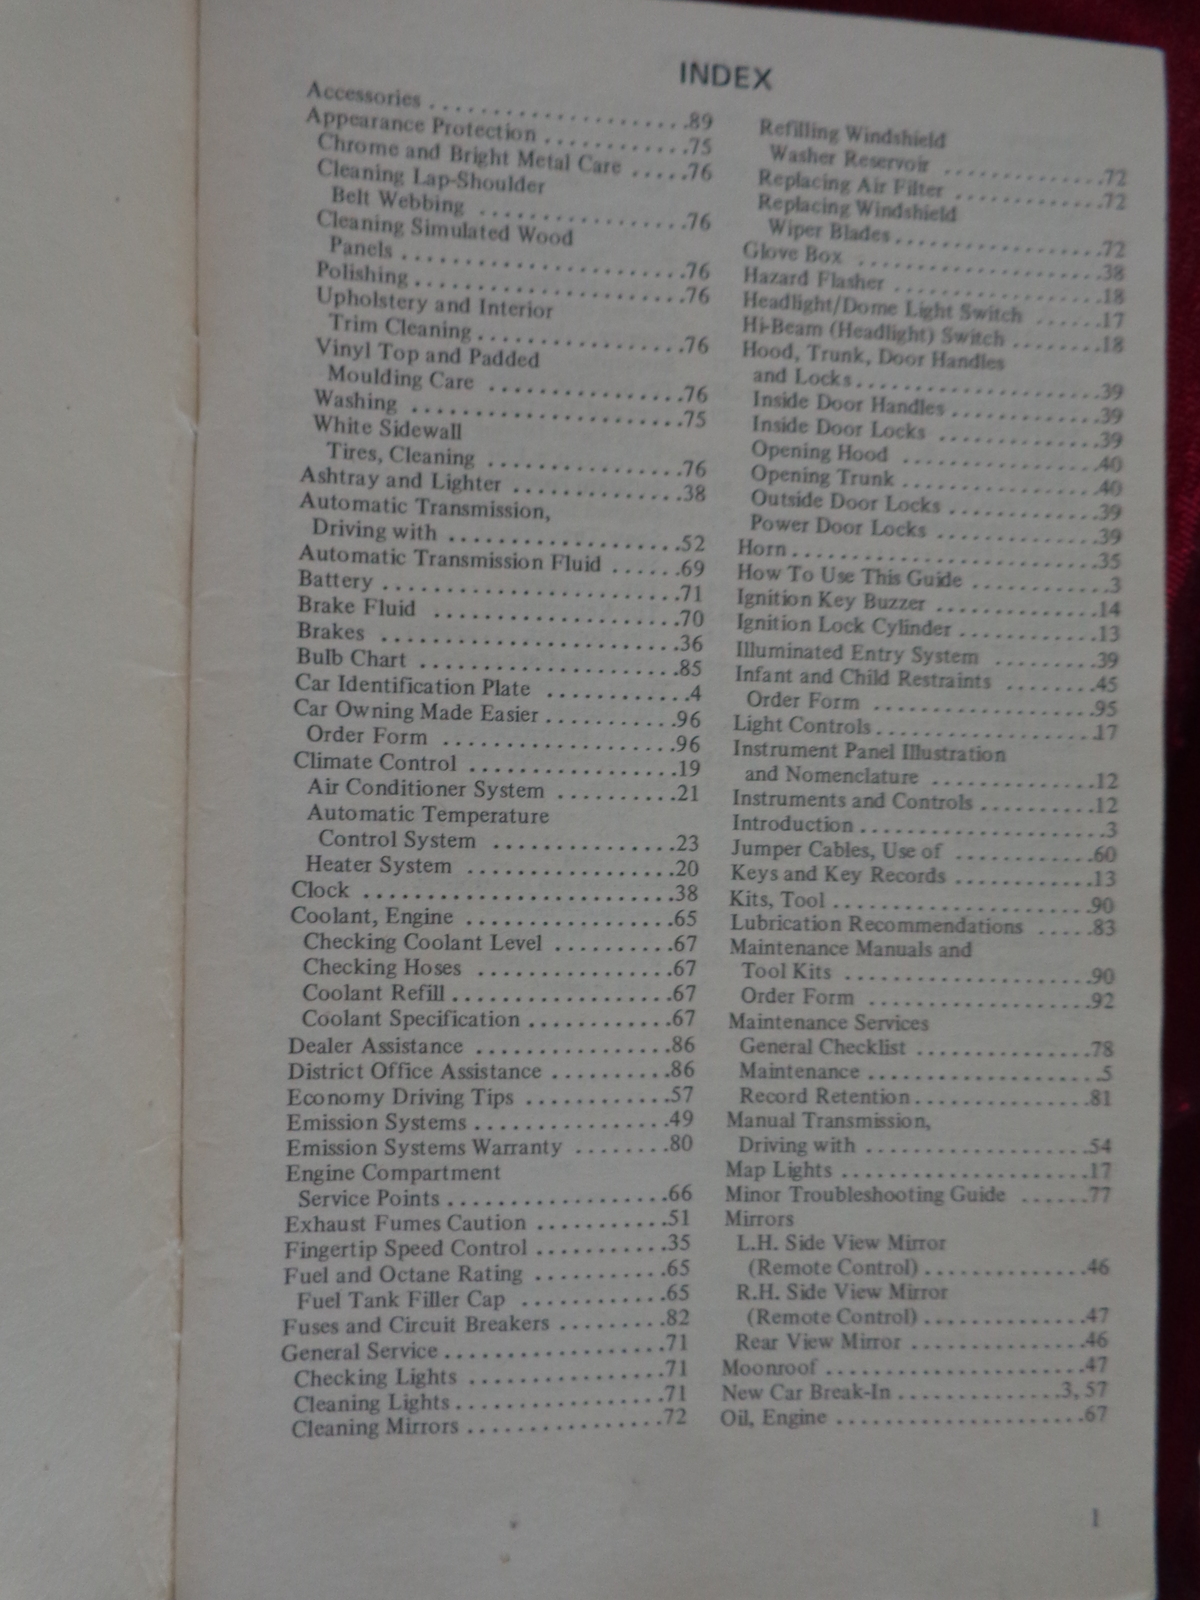 INDEX
Accessories ........................89
Appearance Protection .............75
Chrome and Bright Metal Care .....76
Cleaning Lap-Shoulder
Belt Webbing ..................76
Cleaning Simulated Wood
Panels ........................76
Polishing ........................76
Upholstery and Interior
Trim Cleaning ..................76
Vinyl Top and Padded
Moulding Care .................76
Washing ........................75
White Sidewall
Tires, Cleaning .................76
Ashtray and Lighter ...............38
Automatic Transmission,
Driving with ....................52
Automatic Transmission Fluid ......69
Battery ..........................71
Brake Fluid ......................70
Brakes ..........................36
Bulb Chart .......................85
Car Identification Plate ...........4
Car Owning Made Easier ...........96
Order Form ....................96
Climate Control ..................19
Air Conditioner System ..........21
Automatic Temperature
Control System ...............23
Heater System .................20
Clock ...........................38
Coolant, Engine ..................65
Checking Coolant Level ..........67
Checking Hoses ................67
Coolant Refill ...................67
Coolant Specification ............67
Dealer Assistance .................86
District Office Assistance ..........86
Economy Driving Tips ............57
Emission Systems .................49
Emission Systems Warranty ........80
Engine Compartment
Service Points ...................66
Exhaust Fumes Caution ...........51
Fingertip Speed Control ...........35
Fuel and Octane Rating ...........65
Fuel Tank Filler Cap ............65
Fuses and Circuit Breakers .........82
General Service ...................71
Checking Lights ................71
Cleaning Lights .................71
Cleaning Mirrors ................72
Refilling Windshield
Washer Reservoir ..............72
Replacing Air Filter .............72
Replacing Windshield
Wiper Blades ..................72
Glove Box ......................38
Hazard Flasher ...................18
Headlight/Dome Light Switch ......17
Hi-Beam (Headlight) Switch ........18
Hood, Trunk, Door Handles
and Locks ......................39
Inside Door Handles .............39
Inside Door Locks ..............39
Opening Hood .................40
Opening Trunk .................40
Outside Door Locks .............39
Power Door Locks ..............39
Horn ...........................35
How To Use This Guide ............3
Ignition Key Buzzer ..............14
Ignition Lock Cylinder ............13
Illuminated Entry System .........39
Infant and Child Restraints ........45
Order Form ...................95
Light Controls ...................17
Instrument Panel Illustration
and Nomenclature ..............12
Instruments and Controls ..........12
Introduction ......................3
Jumper Cables, Use of ............60
Keys and Key Records ............13
Kits, Tool .......................90
Lubrication Recommendations .....83
Maintenance Manuals and
Tool Kits .....................90
Order Form ...................92
Maintenance Services
General Checklist ..............78
Maintenance ...................5
Record Retention ...............81
Manual Transmission,
Driving with ...................54
Map Lights ......................17
Minor Troubleshooting Guide ......77
Mirrors
L.H. Side View Mirror
(Remote Control) ..............46
R.H. Side View Mirror
(Remote Control) ..............47
Rear View Mirror ...............46
Moonroof .......................47
New Car Break-In ..............3, 57
Oil, Engine .....................67
1